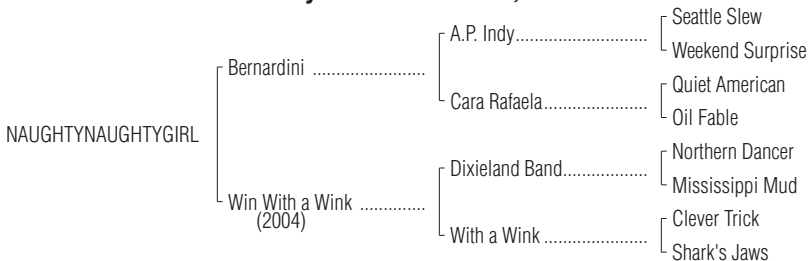 Seattle Slew
A.P. Indy..............................
Weekend Surprise
Bernardini ........................
Quiet American
Cara Rafaela.......................
Oil Fable
NAUGHTYNAUGHTYGIRL
Northern Dancer
Dixieland Band..................
Mississippi Mud
Win With a Wink ..............
(2004)
Clever Trick
With a Wink ......................
Shark's Jaws